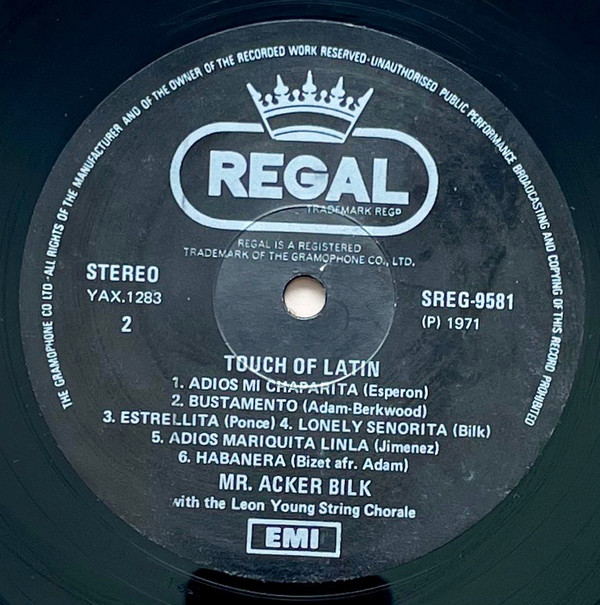 THE GRAMOPHONE CO LTD·ALL RIGHTS OF THE MANUFACTURER AND OF THE OWNER OF THE RECORDED WORK RESERVED·UNAUTHORISED PUBLIC PERFORMANCE BROADCASTING AND COPYING OF THIS RECORD PROHIBITED
REGAL
TRADEMARK REGD
REGAL IS A REGISTERED
TRADEMARK OF THE GRAMOPHONE CO., LTD.
STEREO
YAX.1283
2
SREG-9581
(P) 1971
TOUCH OF LATIN
1. ADIOS MI CHAPARITA (Esperon)
2. BUSTAMENTO (Adam-Berkwood)
3. ESTRELLITA (Ponce) 4. LONELY SENORITA (Bilk)
5. ADIOS MARIQUITA LINLA (Jimenez)
6. HABANERA (Bizet afr. Adam)
MR. ACKER BILK
with the Leon Young String Chorale
EMI